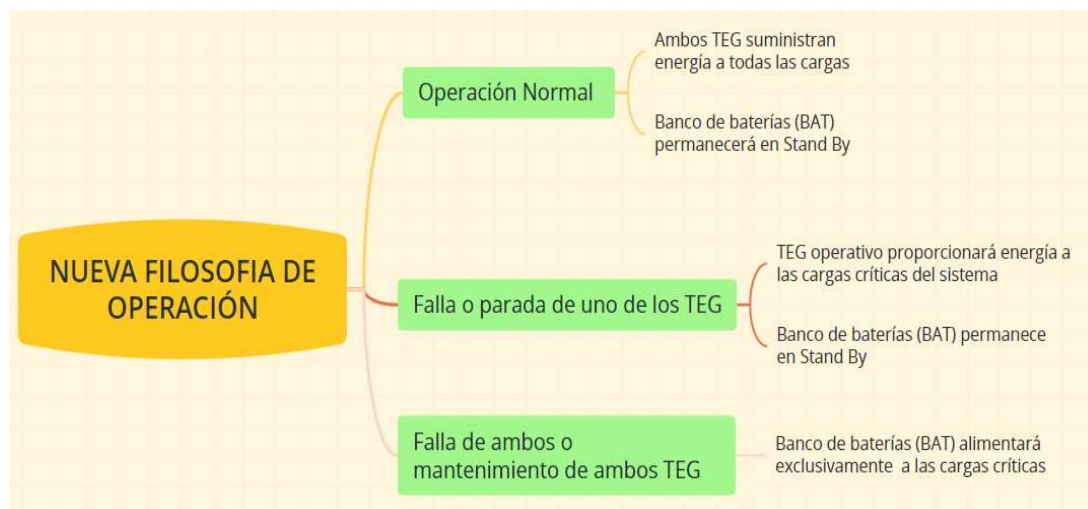 NUEVA FILOSOFIA DE
OPERACIÓN
Operación Normal
Ambos TEG suministran
energía a todas las cargas
Banco de baterías (BAT)
permanecerá en Stand By
Falla o parada de uno de los TEG
TEG operativo proporcionará energía a
las cargas críticas del sistema
Banco de baterías (BAT) permanece
en Stand By
Falla de ambos o
mantenimiento de ambos TEG
Banco de baterías (BAT) alimentará
exclusivamente a las cargas críticas